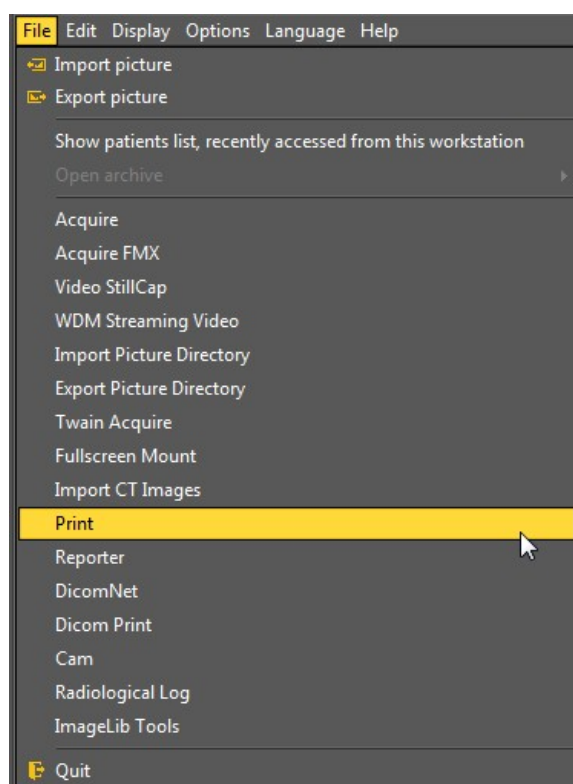 File Edit Display Options Language Help
Import picture
Export picture
Show patients list, recently accessed from this workstation
Open archive
Acquire
Acquire FMX
Video StillCap
WDM Streaming Video
Import Picture Directory
Export Picture Directory
Twain Acquire
Fullscreen Mount
Import CT Images
Print
Reporter
DicomNet
Dicom Print
Cam
Radiological Log
ImageLib Tools
Quit